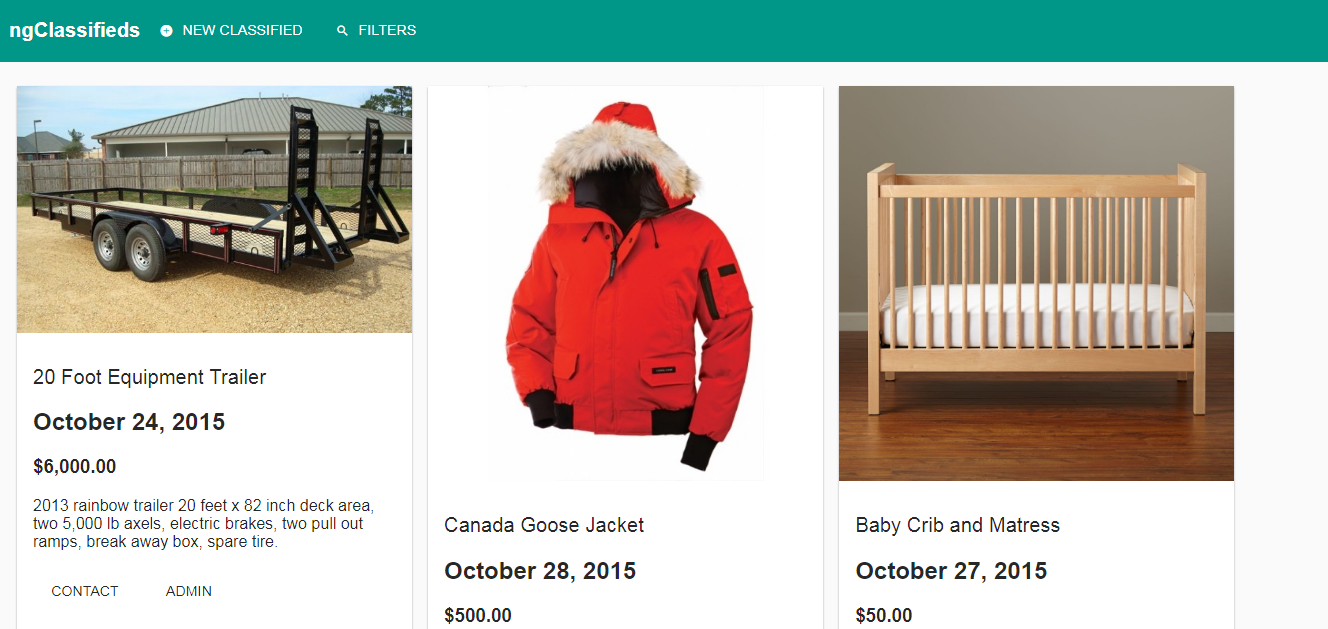 ngClassifieds NEW CLASSIFIED FILTERS
20 Foot Equipment Trailer
October 24, 2015
$6,000.00
2013 rainbow trailer 20 feet x 82 inch deck area,
two 5,000 lb axels, electric brakes, two pull out
ramps, break away box, spare tire.
CONTACT ADMIN
Canada Goose Jacket
October 28, 2015
$500.00
Baby Crib and Matress
October 27, 2015
$50.00